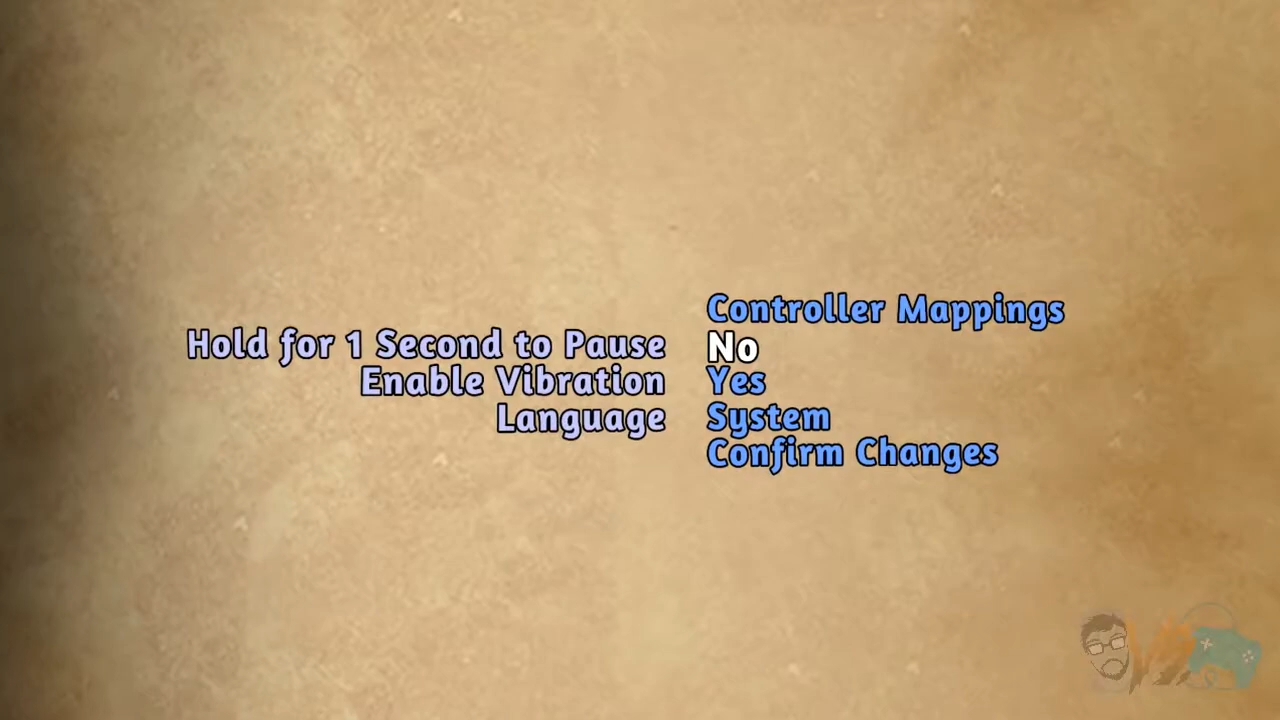 Controller Mappings
Hold for 1 Second to Pause No
Enable Vibration Yes
Language System
Confirm Changes